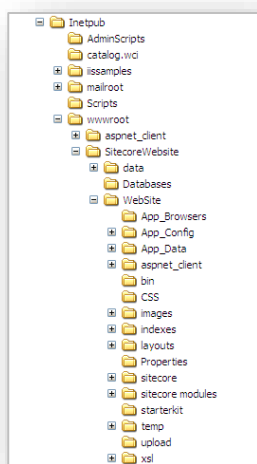 Inetpub
AdminScripts
catalog.wci
iissamples
mailroot
Scripts
wwwroot
aspnet_client
SitecoreWebsite
data
Databases
WebSite
App_Browsers
App_Config
App_Data
aspnet_client
bin
CSS
images
indexes
layouts
Properties
sitecore
sitecore modules
starterkit
temp
upload
xsl